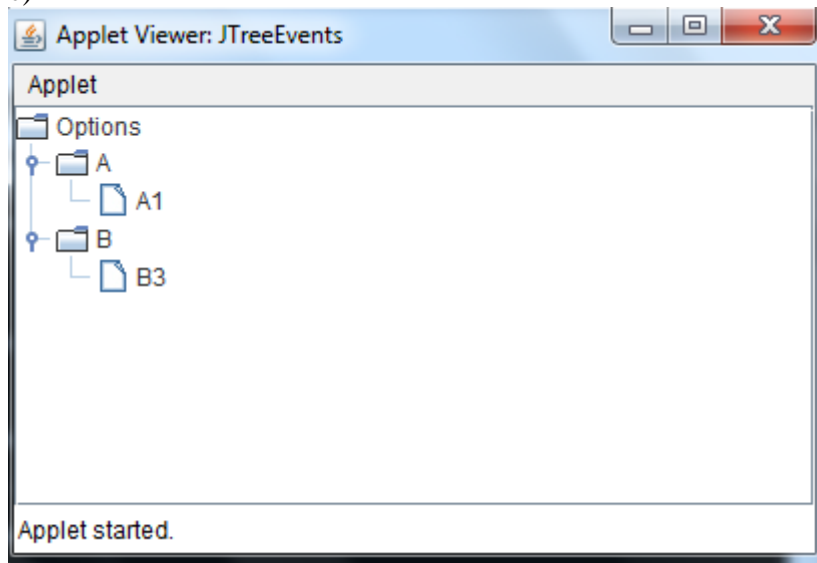 Applet Viewer: JTreeEvents
Applet
Options
A
A1
B
B3
Applet started.